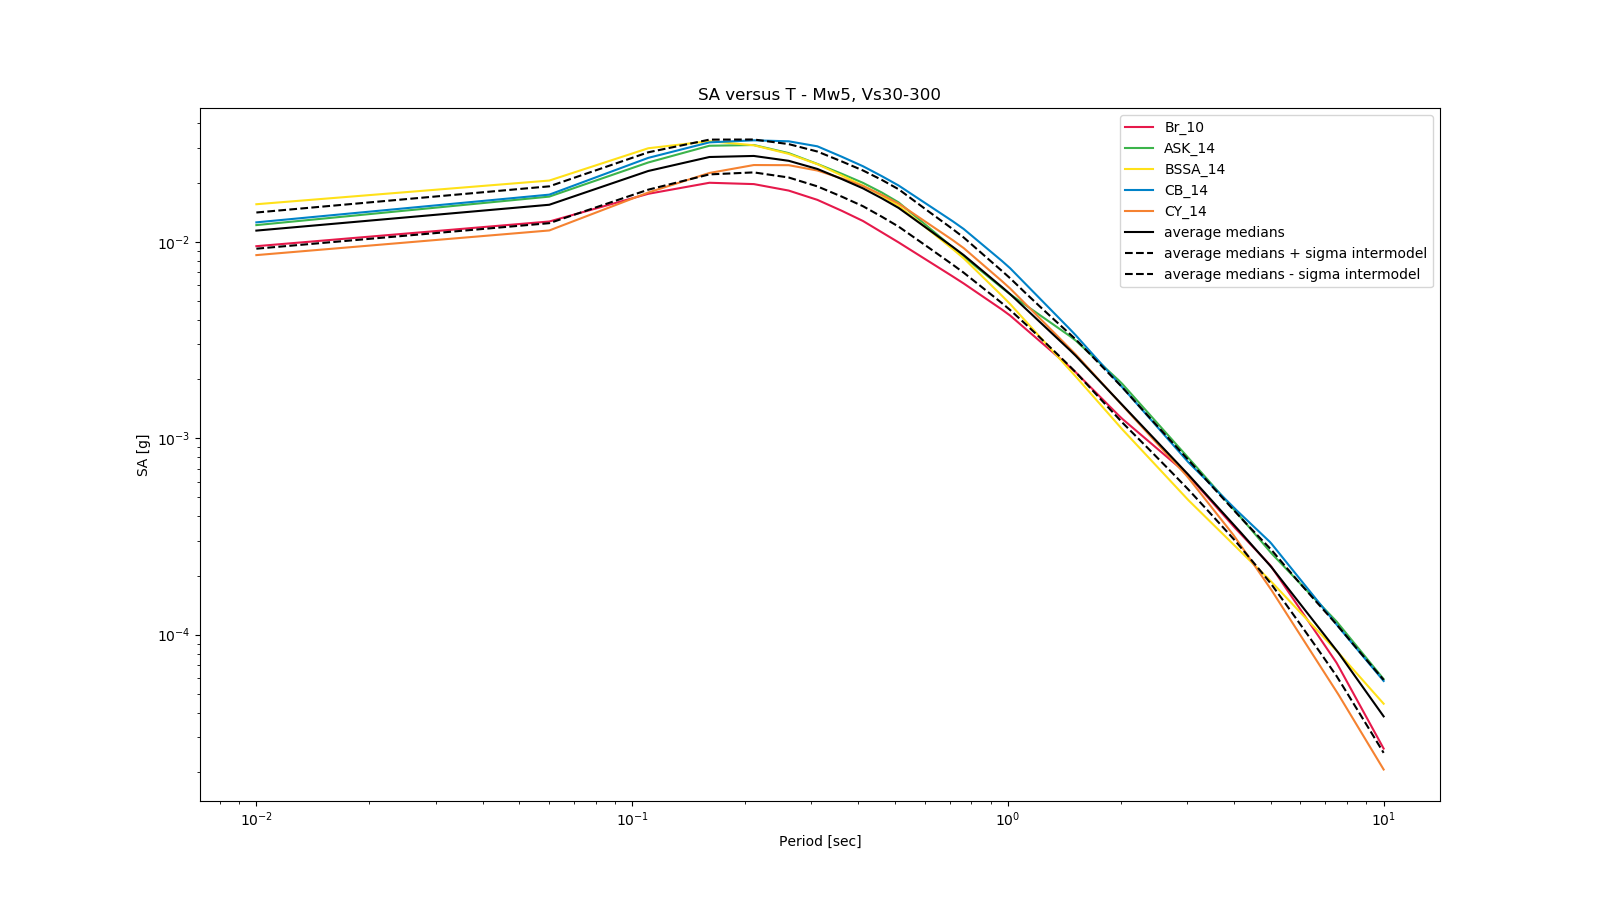 SA versus T - Mw5, Vs30-300
Br_10
ASK_14
BSSA_14
CB_14
CY_14
average medians
average medians + sigma intermodel
average medians - sigma intermodel
SA [g]
10⁻²
10⁻³
10⁻⁴
10⁻² 10⁻¹ 10⁰ 10¹
Period [sec]